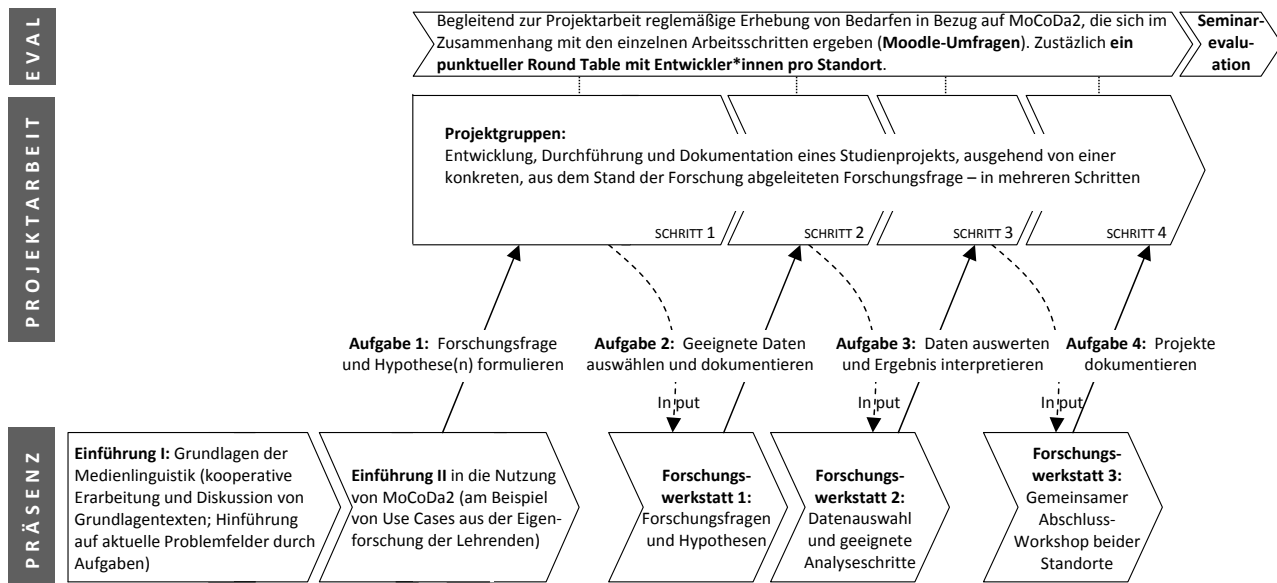 EVAL
Begleitend zur Projektarbeit reglemäßige Erhebung von Bedarfen in Bezug auf MoCoDa2, die sich im
Zusammenhang mit den einzelnen Arbeitsschritten ergeben (Moodle-Umfragen). Zustäzlich ein
punktueller Round Table mit Entwickler*innen pro Standort.
Seminar-
evalu-
ation
PROJEKTARBEIT
Projektgruppen:
Entwicklung, Durchführung und Dokumentation eines Studienprojekts, ausgehend von einer
konkreten, aus dem Stand der Forschung abgeleiteten Forschungsfrage – in mehreren Schritten
SCHRITT 1
SCHRITT 2
SCHRITT 3
SCHRITT 4
Aufgabe 1: Forschungsfrage
und Hypothese(n) formulieren
Aufgabe 2: Geeignete Daten
auswählen und dokumentieren
Aufgabe 3: Daten auswerten
und Ergebnis interpretieren
Aufgabe 4: Projekte
dokumentieren
Input
Input
Input
PRÄSENZ
Einführung I: Grundlagen der
Medienlinguistik (kooperative
Erarbeitung und Diskussion von
Grundlagentexten; Hinführung
auf aktuelle Problemfelder durch
Aufgaben)
Einführung II in die Nutzung
von MoCoDa2 (am Beispiel
von Use Cases aus der Eigen-
forschung der Lehrenden)
Forschungs-
werkstatt 1:
Forschungsfragen
und Hypothesen
Forschungs-
werkstatt 2:
Datenauswahl
und geeignete
Analyseschritte
Forschungs-
werkstatt 3:
Gemeinsamer
Abschluss-
Workshop beider
Standorte